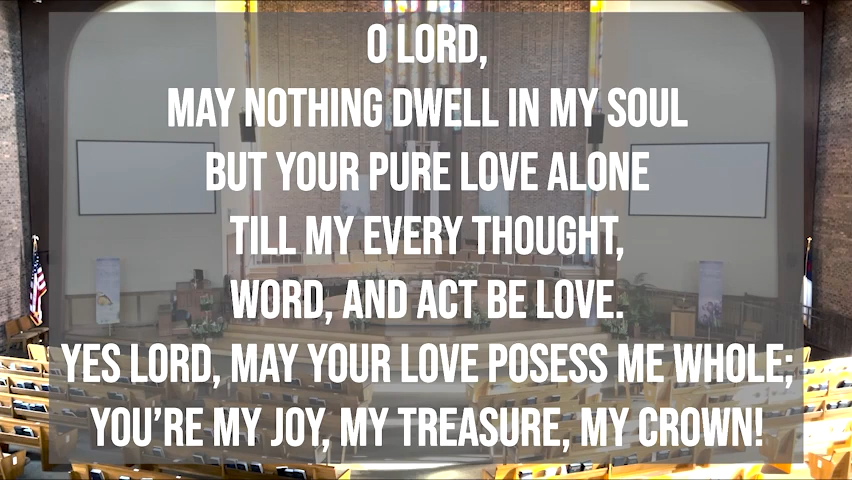 O LORD,
MAY NOTHING DWELL IN MY SOUL
BUT YOUR PURE LOVE ALONE
TILL MY EVERY THOUGHT,
WORD, AND ACT BE LOVE.
YES LORD, MAY YOUR LOVE POSESS ME WHOLE;
YOU'RE MY JOY, MY TREASURE, MY CROWN!